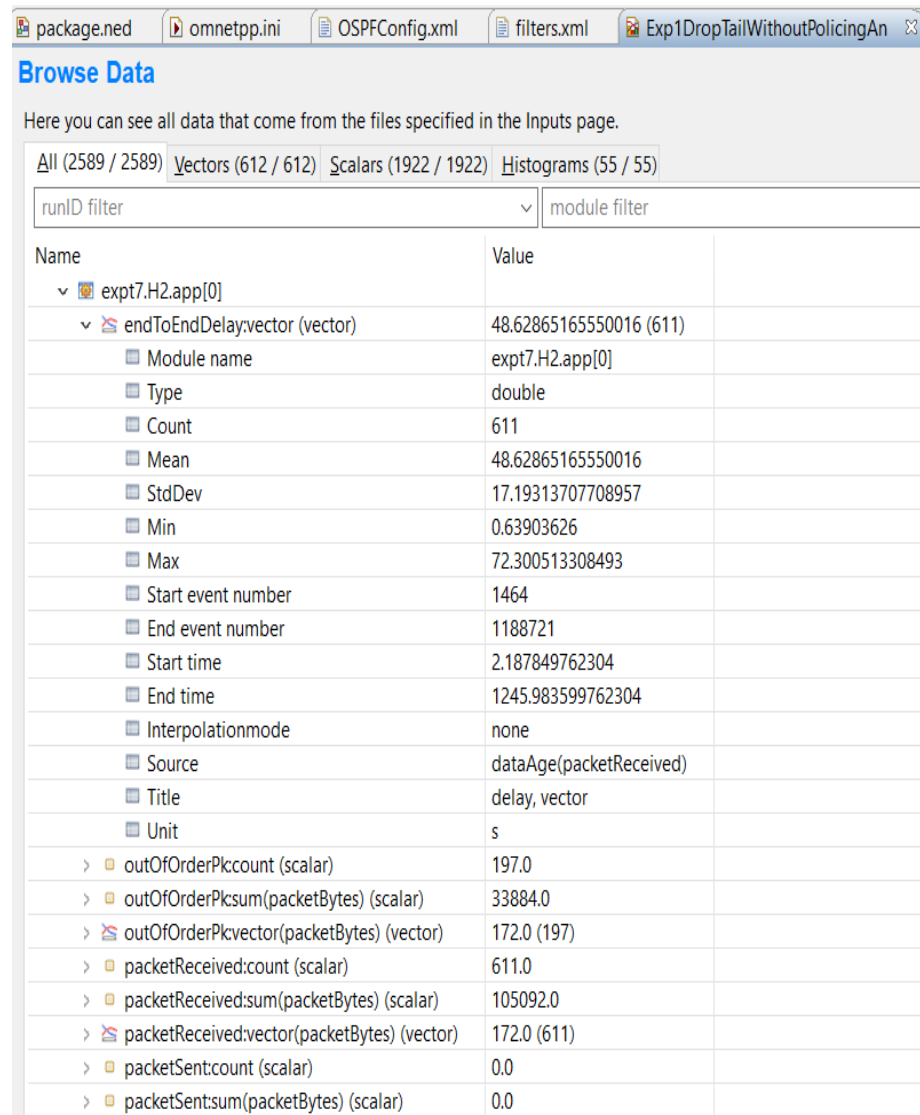 package.ned omnetpp.ini OSPFConfig.xml filters.xml Exp1DropTailWithoutPolicingAn
Browse Data
Here you can see all data that come from the files specified in the Inputs page.
All (2589 / 2589) Vectors (612 / 612) Scalars (1922 / 1922) Histograms (55 / 55)
runID filter module filter
Name Value
expt7.H2.app[0]
endToEndDelay:vector (vector) 48.62865165550016 (611)
Module name expt7.H2.app[0]
Type double
Count 611
Mean 48.62865165550016
StdDev 17.19313707708957
Min 0.63903626
Max 72.300513308493
Start event number 1464
End event number 1188721
Start time 2.187849762304
End time 1245.983599762304
Interpolationmode none
Source dataAge(packetReceived)
Title delay, vector
Unit s
outOfOrderPk:count (scalar) 197.0
outOfOrderPk:sum(packetBytes) (scalar) 33884.0
outOfOrderPk:vector(packetBytes) (vector) 172.0 (197)
packetReceived:count (scalar) 611.0
packetReceived:sum(packetBytes) (scalar) 105092.0
packetReceived:vector(packetBytes) (vector) 172.0 (611)
packetSent:count (scalar) 0.0
packetSent:sum(packetBytes) (scalar) 0.0